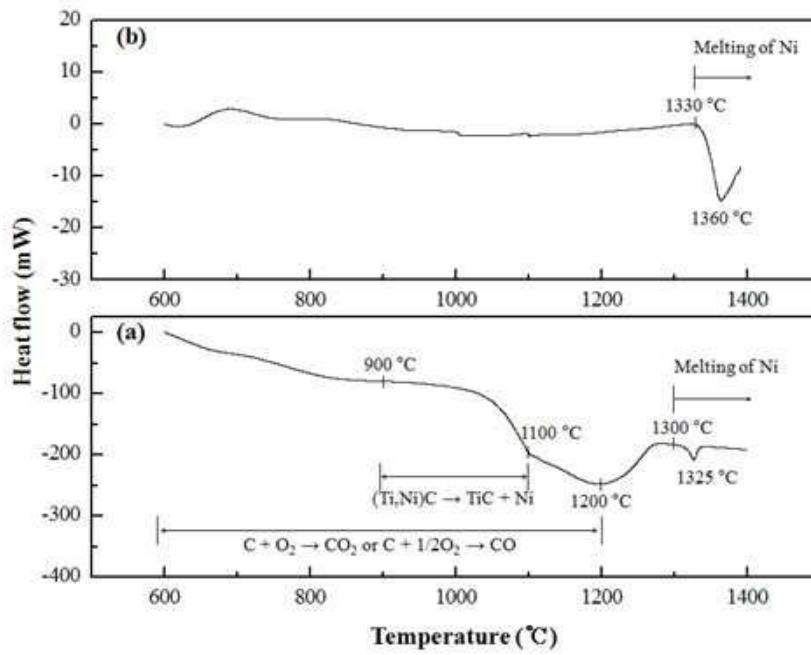 20
(b)
Melting of Ni
10
1330 °C
0
-10
1360 °C
-20
-30
600 800 1000 1200 1400
Heat flow (mW)
(a)
0
Melting of Ni
900 °C
-100
1300 °C
1100 °C
-200
1325 °C
(Ti,Ni)C → TiC + Ni
1200 °C
-300
C + O₂ → CO₂ or C + 1/2O₂ → CO
-400
600 800 1000 1200 1400
Temperature (℃)